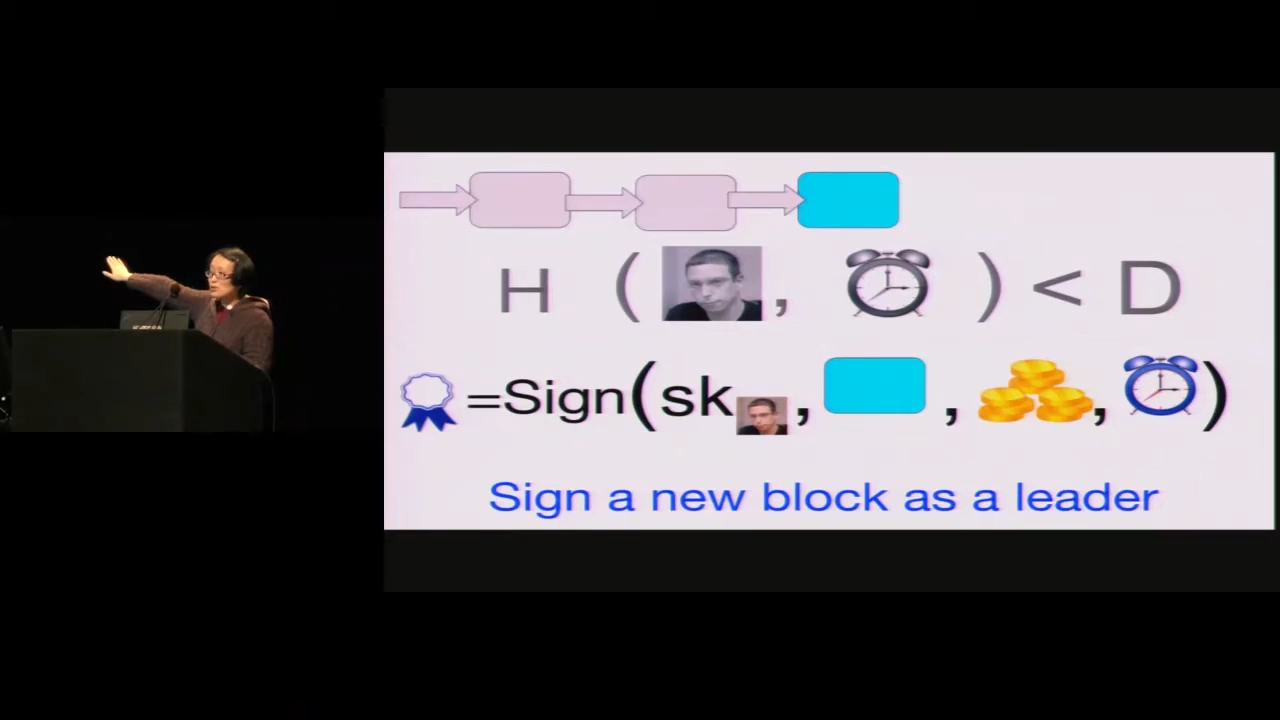 H ( , ) < D
=Sign(sk , , , )
Sign a new block as a leader